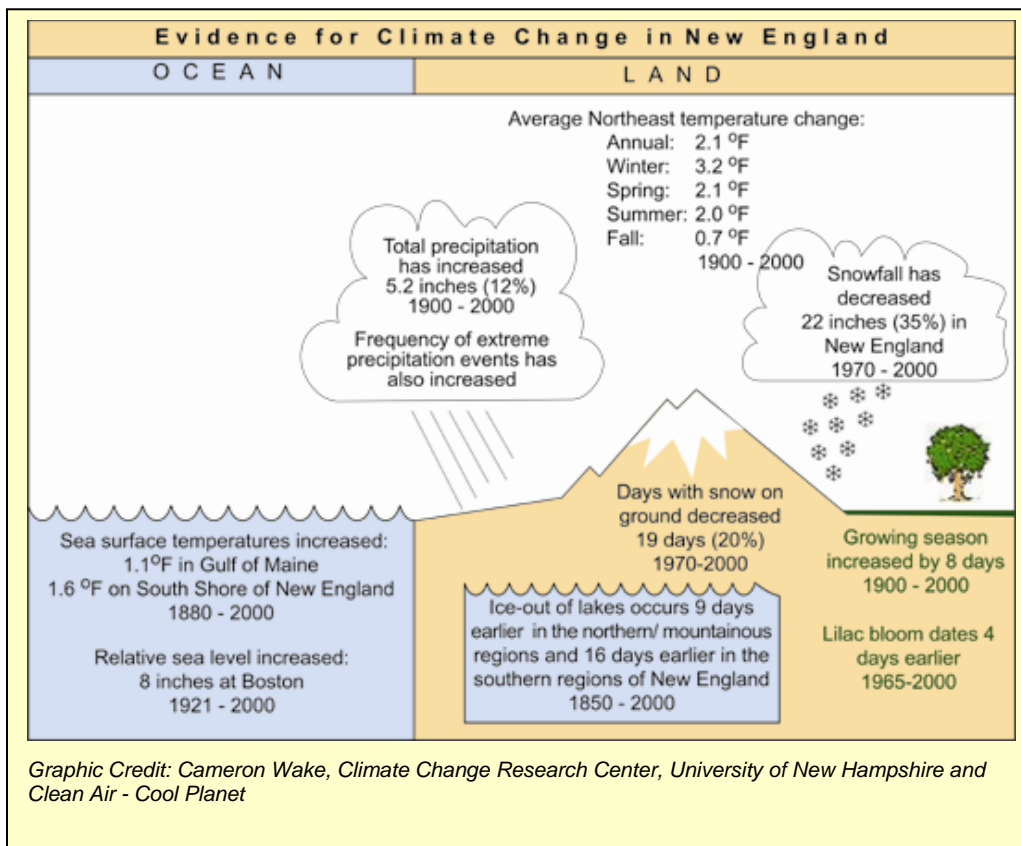 Evidence for Climate Change in New England
OCEAN
LAND
Average Northeast temperature change:
Annual: 2.1 °F
Winter: 3.2 °F
Spring: 2.1 °F
Summer: 2.0 °F
Fall: 0.7 °F
1900 - 2000
Total precipitation
has increased
5.2 inches (12%)
1900 - 2000
Frequency of extreme
precipitation events has
also increased
Snowfall has
decreased
22 inches (35%) in
New England
1970 - 2000
Days with snow on
ground decreased
19 days (20%)
1970-2000
Sea surface temperatures increased:
1.1°F in Gulf of Maine
1.6 °F on South Shore of New England
1880 - 2000
Relative sea level increased:
8 inches at Boston
1921 - 2000
Ice-out of lakes occurs 9 days
earlier in the northern/ mountainous
regions and 16 days earlier in the
southern regions of New England
1850 - 2000
Growing season
increased by 8 days
1900 - 2000
Lilac bloom dates 4
days earlier
1965-2000
Graphic Credit: Cameron Wake, Climate Change Research Center, University of New Hampshire and
Clean Air - Cool Planet